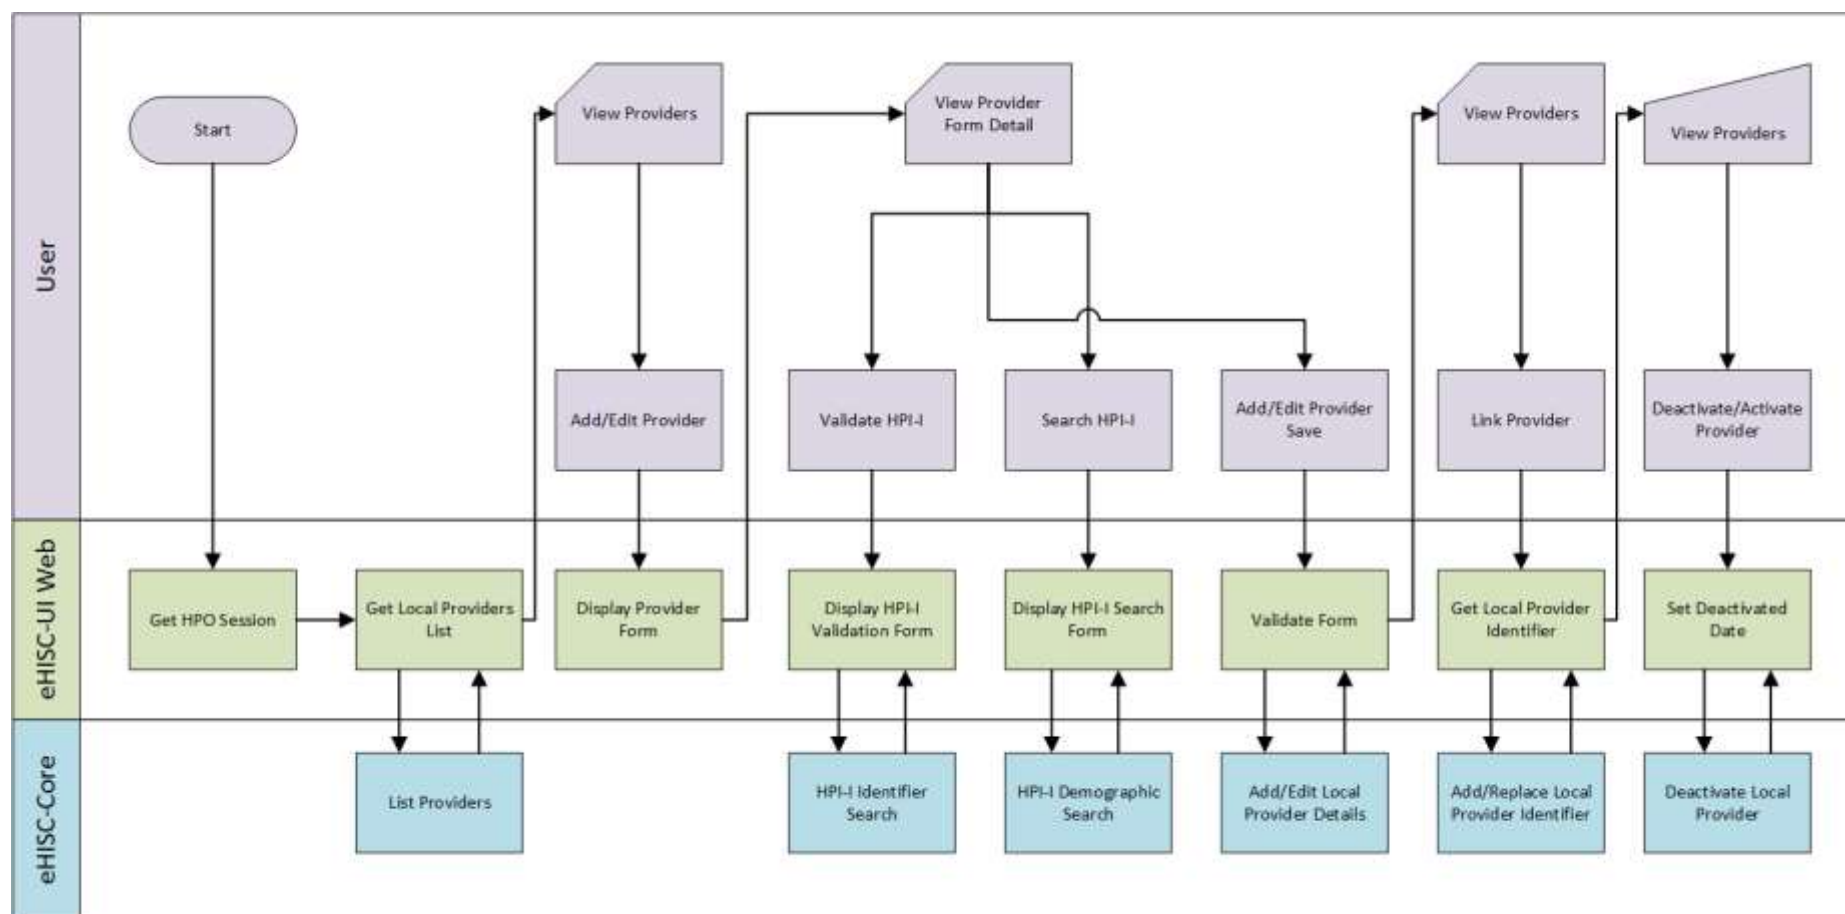 User
Start
View Providers
View Provider
Form Detail
View Providers
View Providers
Add/Edit Provider
Validate HPI-I
Search HPI-I
Add/Edit Provider
Save
Link Provider
Deactivate/Activate
Provider
eHISC-UI Web
Get HPO Session
Get Local Providers
List
Display Provider
Form
Display HPI-I
Validation Form
Display HPI-I Search
Form
Validate Form
Get Local Provider
Identifier
Set Deactivated
Date
eHISC-Core
List Providers
HPI-I Identifier
Search
HPI-I Demographic
Search
Add/Edit Local
Provider Details
Add/Replace Local
Provider Identifier
Deactivate Local
Provider